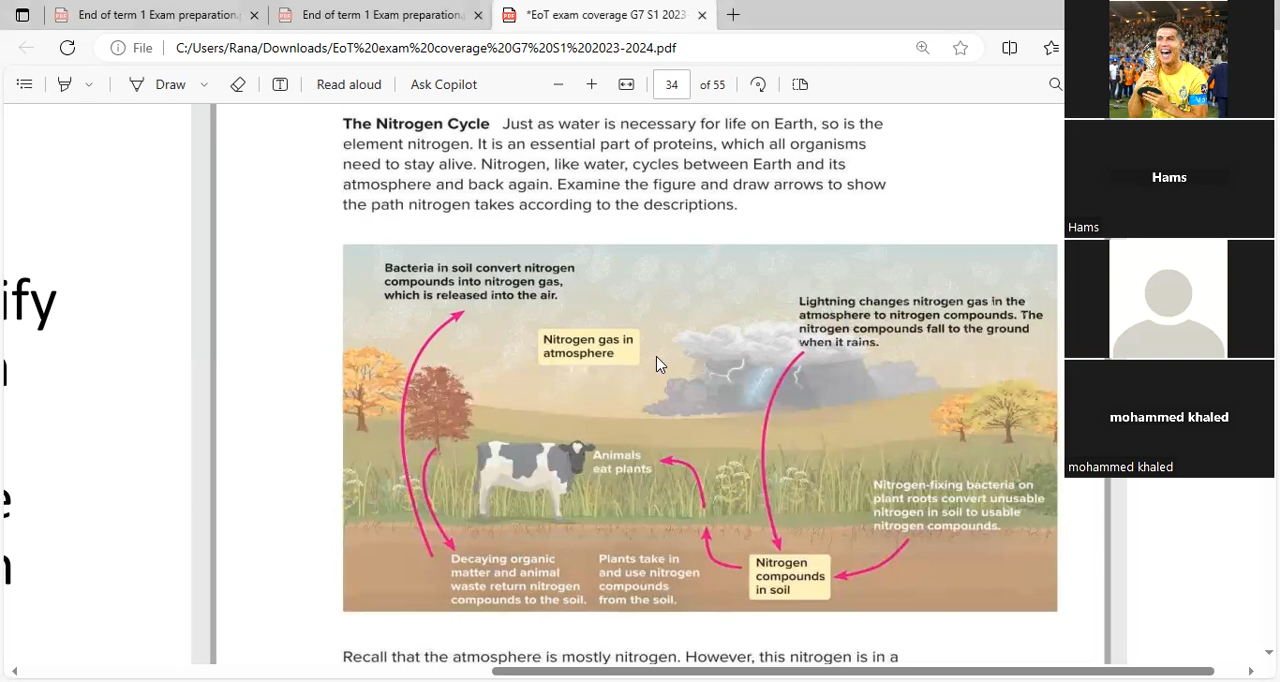 End of term 1 Exam preparation.
End of term 1 Exam preparation.
*EoT exam coverage G7 S1 2023-
File
C:/Users/Rana/Downloads/EoT%20exam%20coverage%20G7%20S1%202023-2024.pdf
Draw
Read aloud
Ask Copilot
34 of 55
The Nitrogen Cycle Just as water is necessary for life on Earth, so is the
element nitrogen. It is an essential part of proteins, which all organisms
need to stay alive. Nitrogen, like water, cycles between Earth and its
atmosphere and back again. Examine the figure and draw arrows to show
the path nitrogen takes according to the descriptions.
Bacteria in soil convert nitrogen
compounds into nitrogen gas,
which is released into the air.
Nitrogen gas in
atmosphere
Lightning changes nitrogen gas in the
atmosphere to nitrogen compounds. The
nitrogen compounds fall to the ground
when it rains.
Animals
eat plants
Nitrogen-fixing bacteria on
plant roots convert unusable
nitrogen in soil to usable
nitrogen compounds.
Decaying organic
matter and animal
waste return nitrogen
compounds to the soil.
Plants take in
and use nitrogen
compounds
from the soil.
Nitrogen
compounds
in soil
Recall that the atmosphere is mostly nitrogen. However, this nitrogen is in a
ify
Hams
Hams
mohammed khaled
mohammed khaled